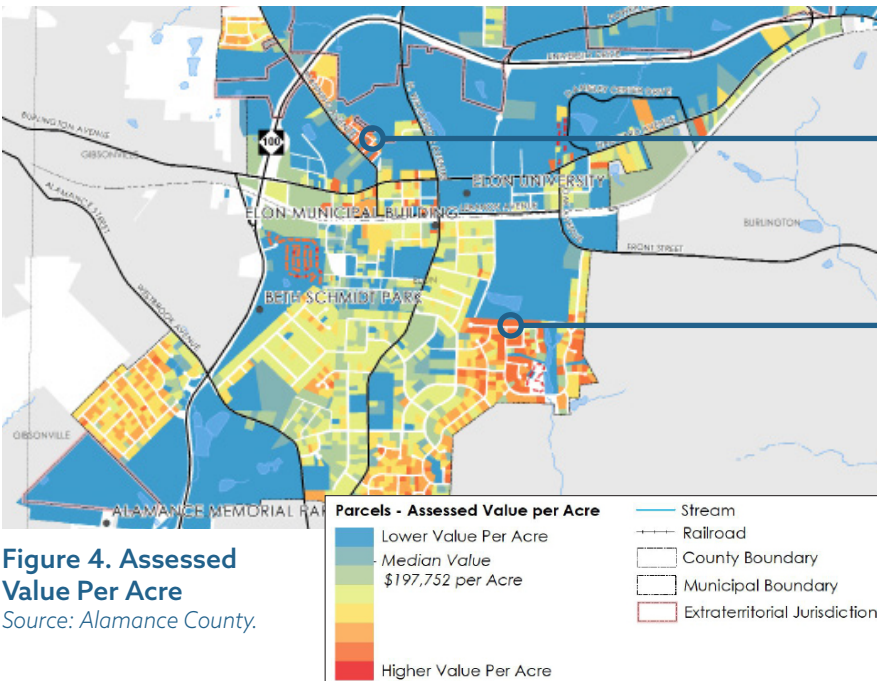 UNIVERSITY DRIVE
BURLINGTON AVENUE
GIBSONVILLE
100
ALAMANCE STREET
ELON UNIVERSITY
ELON MUNICIPAL BUILDING
BURLINGTON
FRONT STREET
ELON
BETH SCHMIDT PARK
WESTBROOK AVENUE
GIBSONVILLE
ALAMANCE MEMORIAL PAR
Parcels - Assessed Value per Acre
Lower Value Per Acre
Median Value
$197,752 per Acre
Higher Value Per Acre
Stream
Railroad
County Boundary
Municipal Boundary
Extraterritorial Jurisdiction
Figure 4. Assessed
Value Per Acre
Source: Alamance County.